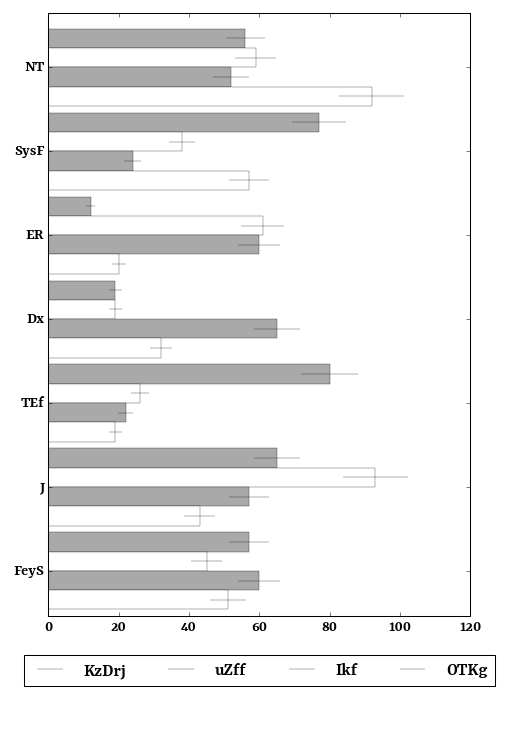 NT
SysF
ER
Dx
TEf
J
FeyS
0 20 40 60 80 100 120
KzDrj uZff Ikf OTKg